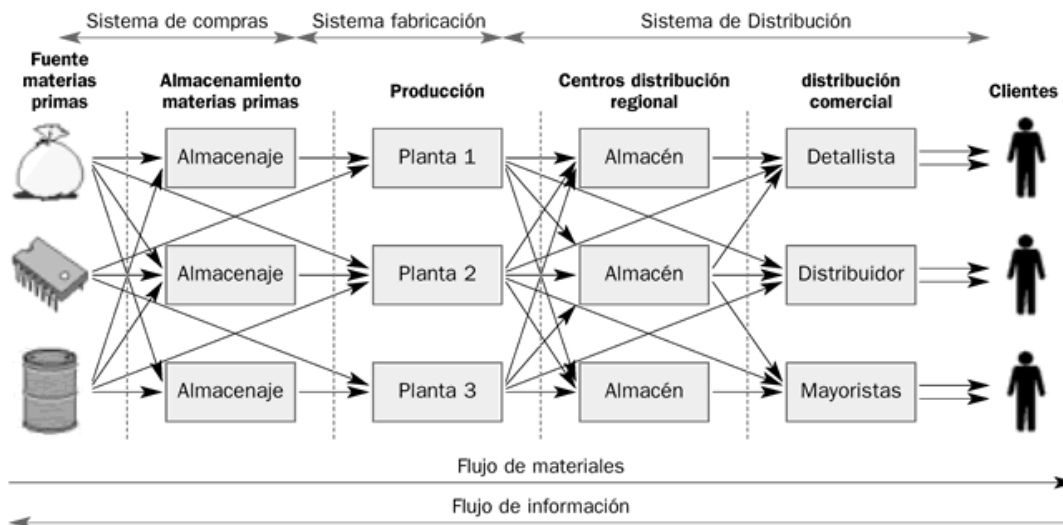 Sistema de compras
Sistema fabricación
Sistema de Distribución
Fuente
materias
primas
Almacenamiento
materias primas
Producción
Centros distribución
regional
distribución
comercial
Clientes
Almacenaje
Planta 1
Almacén
Detallista
Almacenaje
Planta 2
Almacén
Distribuidor
Almacenaje
Planta 3
Almacén
Mayoristas
Flujo de materiales
Flujo de información